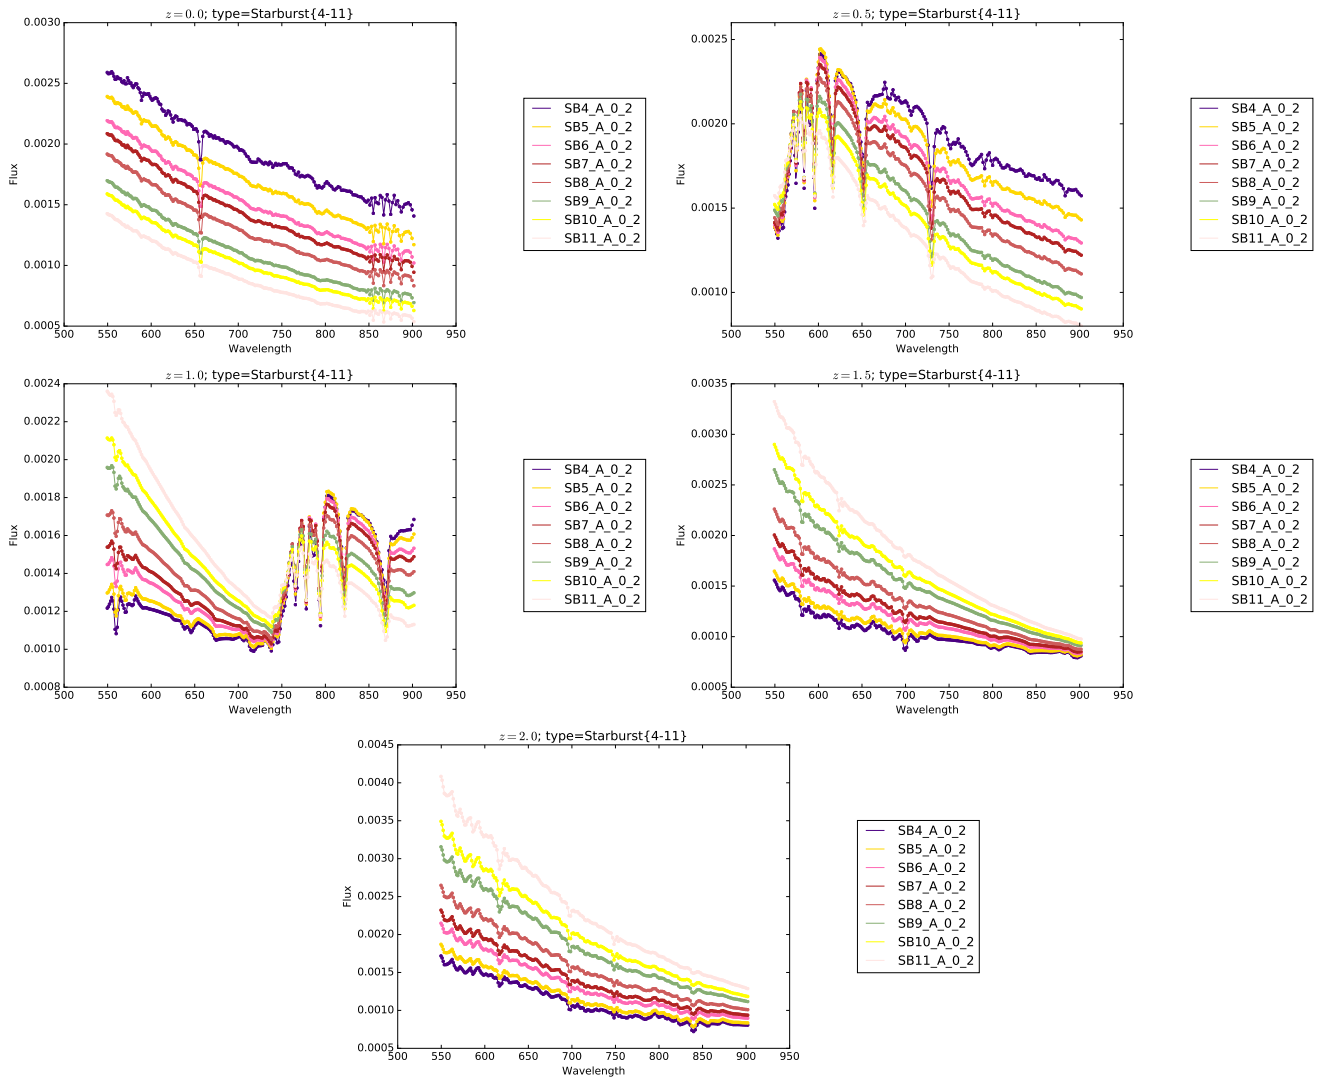 z = 0.0; type=Starburst{4-11}
0.0030
0.0025
0.0020
0.0015
0.0010
0.0005
Flux
500 550 600 650 700 750 800 850 900 950
Wavelength
SB4_A_0_2
SB5_A_0_2
SB6_A_0_2
SB7_A_0_2
SB8_A_0_2
SB9_A_0_2
SB10_A_0_2
SB11_A_0_2
z = 0.5; type=Starburst{4-11}
0.0025
0.0020
0.0015
0.0010
Flux
500 550 600 650 700 750 800 850 900 950
Wavelength
SB4_A_0_2
SB5_A_0_2
SB6_A_0_2
SB7_A_0_2
SB8_A_0_2
SB9_A_0_2
SB10_A_0_2
SB11_A_0_2
z = 1.0; type=Starburst{4-11}
0.0024
0.0022
0.0020
0.0018
0.0016
0.0014
0.0012
0.0010
0.0008
Flux
500 550 600 650 700 750 800 850 900 950
Wavelength
SB4_A_0_2
SB5_A_0_2
SB6_A_0_2
SB7_A_0_2
SB8_A_0_2
SB9_A_0_2
SB10_A_0_2
SB11_A_0_2
z = 1.5; type=Starburst{4-11}
0.0035
0.0030
0.0025
0.0020
0.0015
0.0010
0.0005
Flux
500 550 600 650 700 750 800 850 900 950
Wavelength
SB4_A_0_2
SB5_A_0_2
SB6_A_0_2
SB7_A_0_2
SB8_A_0_2
SB9_A_0_2
SB10_A_0_2
SB11_A_0_2
z = 2.0; type=Starburst{4-11}
0.0045
0.0040
0.0035
0.0030
0.0025
0.0020
0.0015
0.0010
0.0005
Flux
500 550 600 650 700 750 800 850 900 950
Wavelength
SB4_A_0_2
SB5_A_0_2
SB6_A_0_2
SB7_A_0_2
SB8_A_0_2
SB9_A_0_2
SB10_A_0_2
SB11_A_0_2